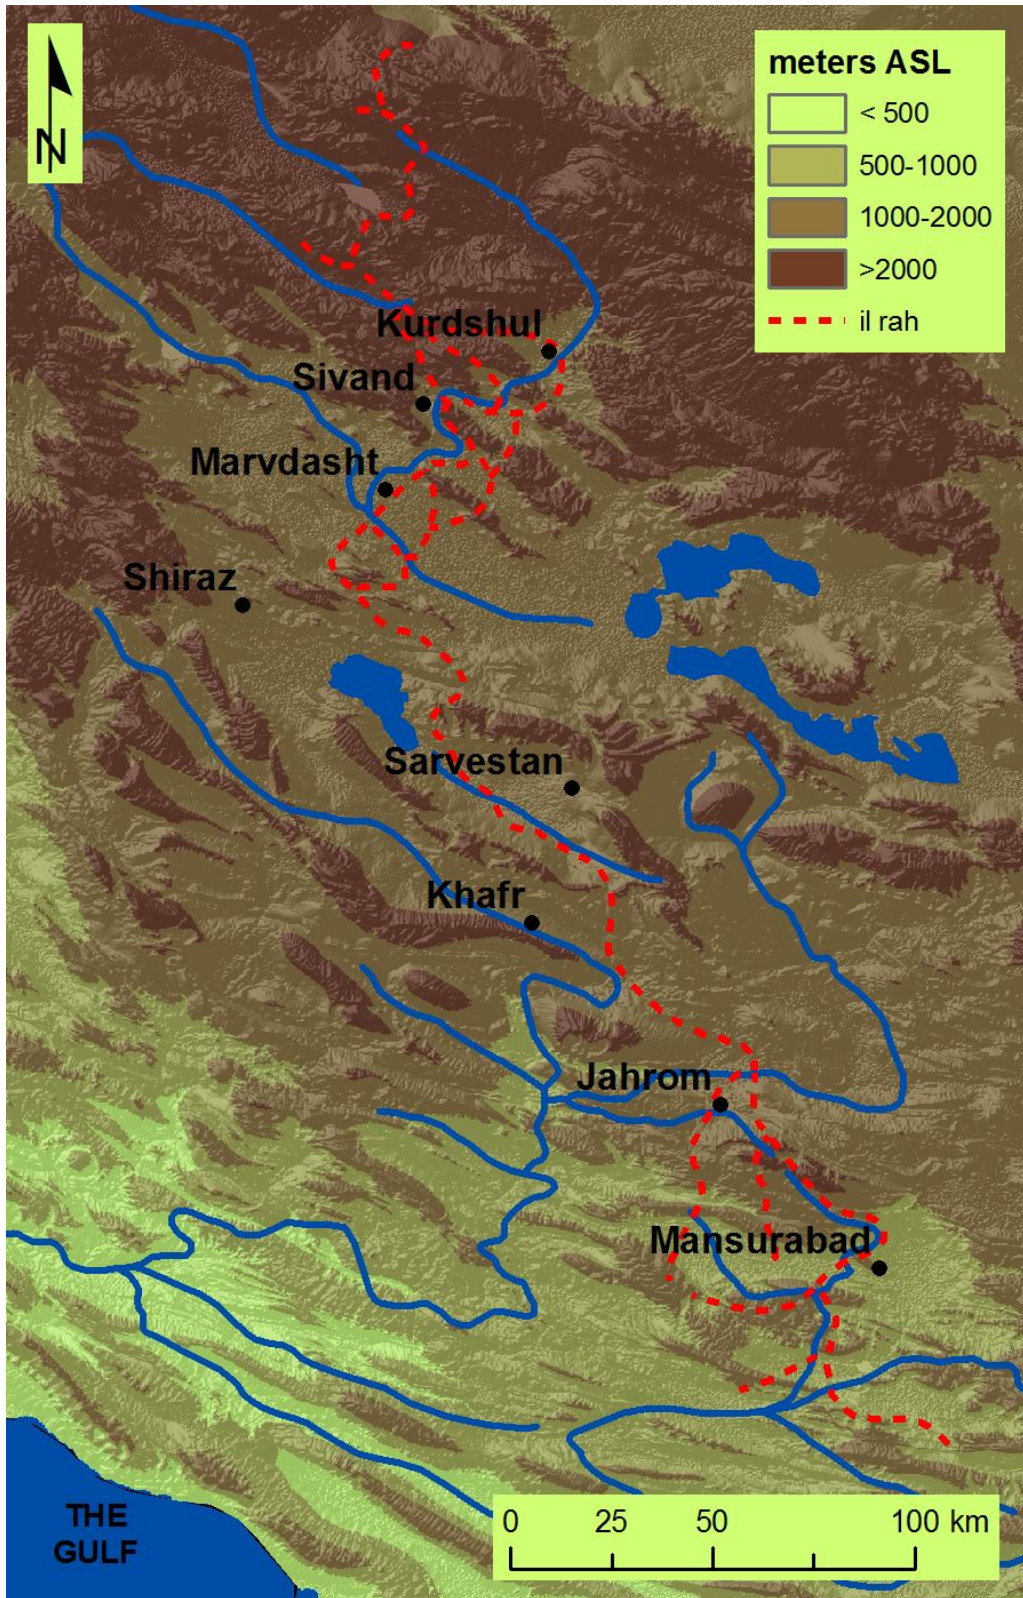 N
meters ASL
< 500
500-1000
1000-2000
>2000
il rah
Kurdshul
Sivand
Marvdasht
Shiraz
Sarvestan
Khafr
Jahrom
Mansurabad
THE
GULF
0 25 50 100 km